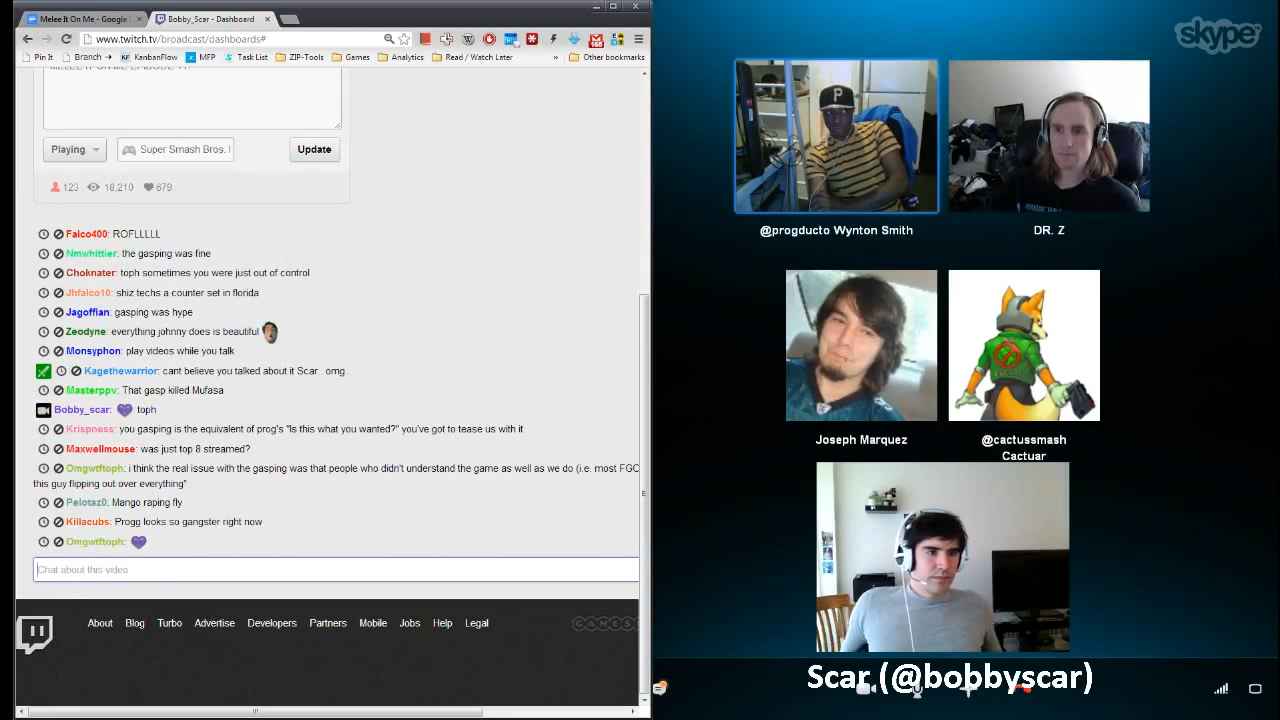 Melee It On Me - Google
Bobby_Scar - Dashboard
www.twitch.tv/broadcast/dashboards#
Pin It
Branch
KanbanFlow
MFP
Task List
ZIP-Tools
Games
Analytics
Read / Watch Later
»
Other bookmarks
Playing
Super Smash Bros.
Update
123 18,210 679
Falco400: ROFLLLLL
Nmwhittier: the gasping was fine
Choknater: toph sometimes you were just out of control
Jhfalco10: shiz techs a counter set in florida
Jagoffian: gasping was hype
Zeodyne: everything johnny does is beautiful
Monsyphon: play videos while you talk
Kagethewarrior: cant believe you talked about it Scar.. omg
Masterppv: That gasp killed Mufasa
Bobby_scar: toph
Krispness: you gasping is the equivalent of prog's "Is this what you wanted?" you've got to tease us with it
Maxwellmouse: was just top 8 streamed?
Omgwtftoph: i think the real issue with the gasping was that people who didn't understand the game as well as we do (i.e. most FGC
this guy flipping out over everything"
Pelotaz0: Mango raping fly
Killacubs: Progg looks so gangster right now
Omgwtftoph:
Chat about this video
About Blog Turbo Advertise Developers Partners Mobile Jobs Help Legal
GAMES
skype
P
@progducto Wynton Smith
DR. Z
Joseph Marquez
@cactussmash
Cactuar
Scar (@bobbyscar)